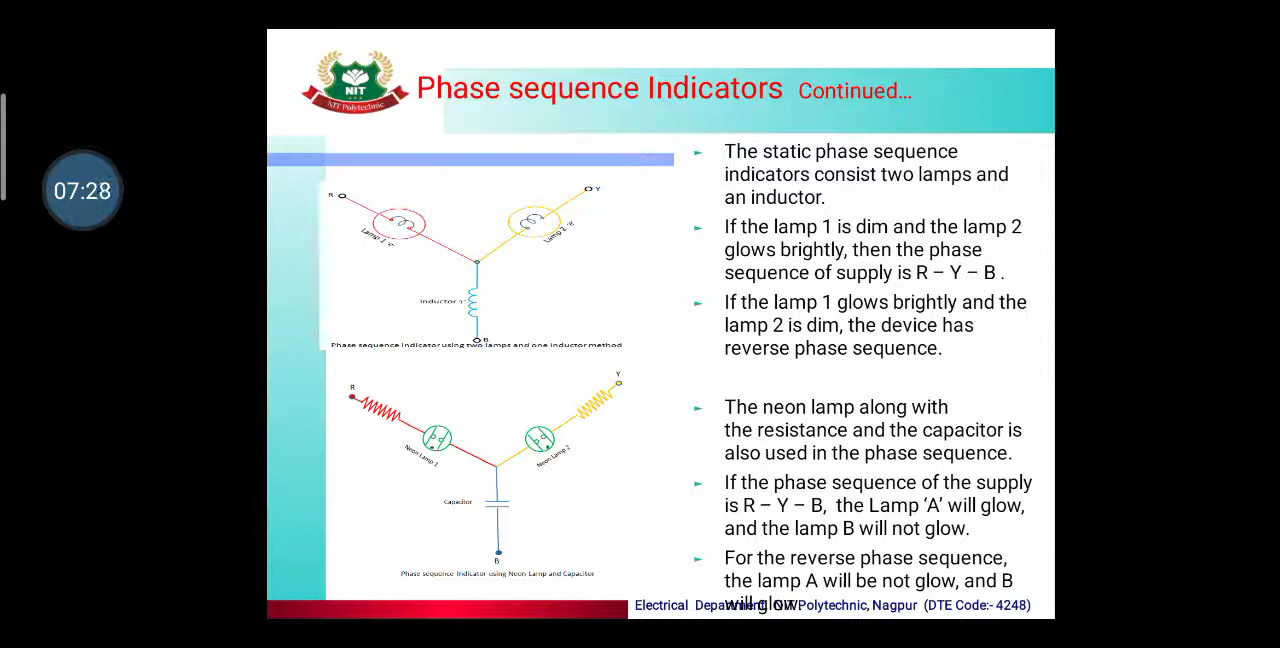 07:28
NIT
NIT Polytechnic
Phase sequence Indicators Continued...
The static phase sequence
indicators consist two lamps and
an inductor.
If the lamp 1 is dim and the lamp 2
glows brightly, then the phase
sequence of supply is R – Y – B .
If the lamp 1 glows brightly and the
lamp 2 is dim, the device has
reverse phase sequence.
The neon lamp along with
the resistance and the capacitor is
also used in the phase sequence.
If the phase sequence of the supply
is R – Y – B, the Lamp ‘A’ will glow,
and the lamp B will not glow.
For the reverse phase sequence,
the lamp A will be not glow, and B
will glow.
R
Y
Lamp 1
Lamp 2
Inductor
B
Phase sequence Indicator using two lamps and one inductor method
R
Y
Neon Lamp 1
Neon Lamp 2
Capacitor
B
Phase sequence Indicator using Neon Lamp and Capacitor
Electrical Department, NIT Polytechnic, Nagpur (DTE Code:- 4248)